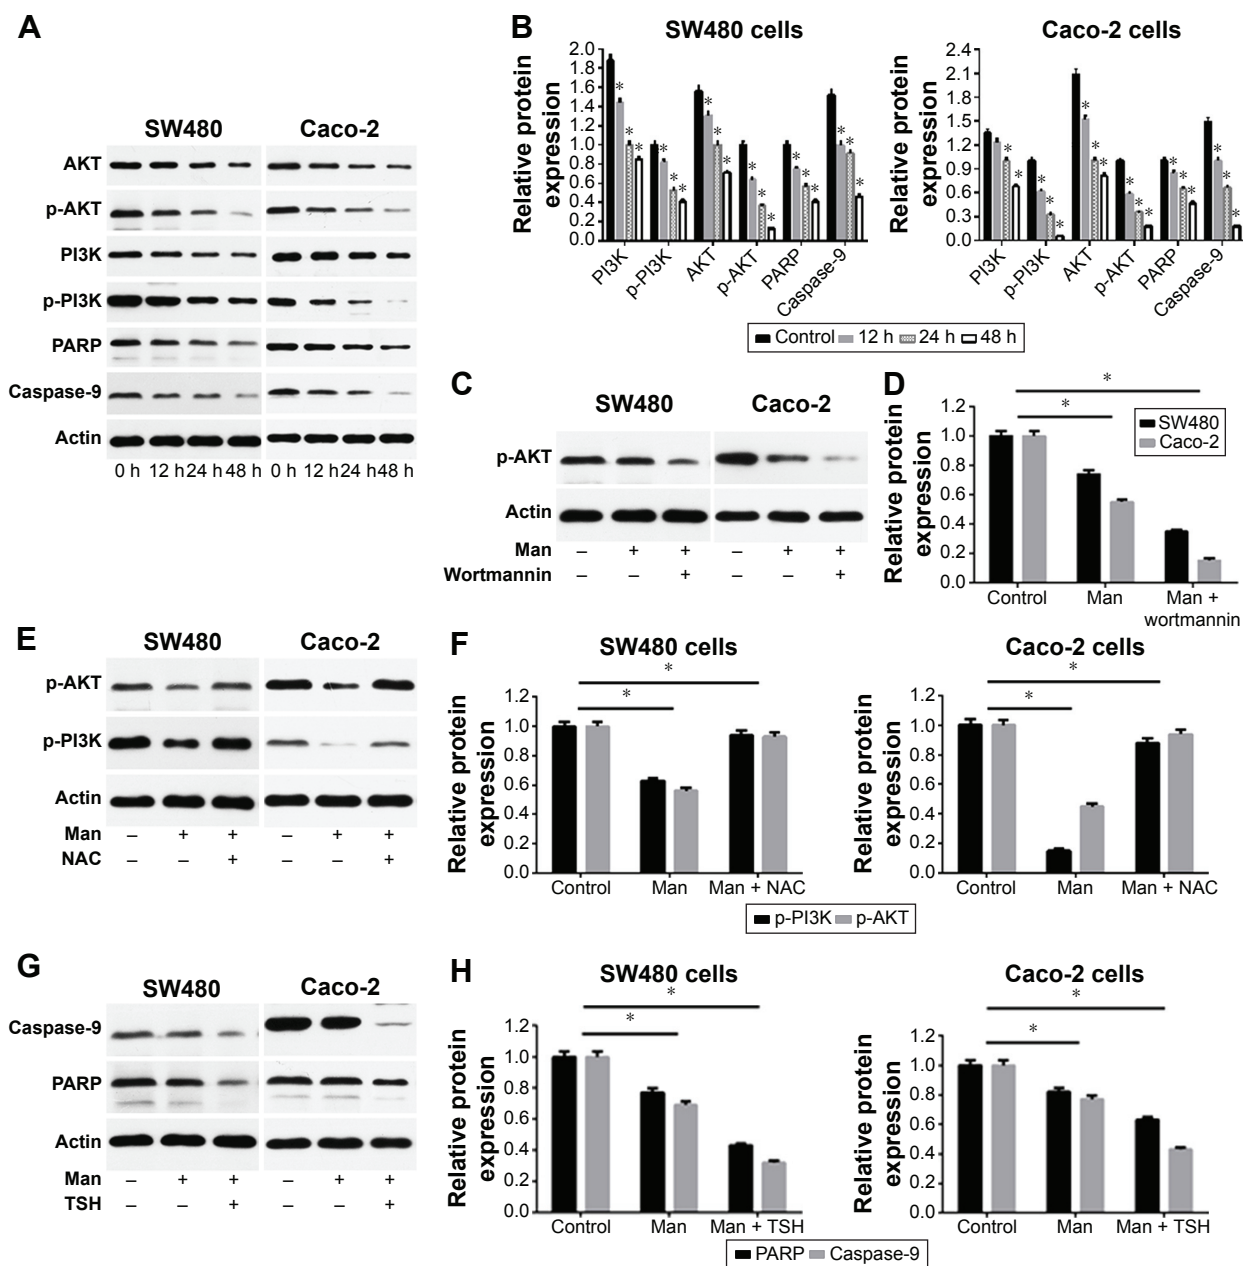 A
SW480 Caco-2
AKT
p-AKT
PI3K
p-PI3K
PARP
Caspase-9
Actin
0 h 12 h 24 h 48 h 0 h 12 h 24 h 48 h
B
SW480 cells
Relative protein
expression
2.0
1.8
1.6
1.4
1.2
1.0
0.8
0.6
0.4
0.2
0.0
* * * * * * * * * * * * * * * * * *
PI3K p-PI3K AKT p-AKT PARP Caspase-9
Caco-2 cells
Relative protein
expression
2.4
2.1
1.8
1.5
1.2
0.9
0.6
0.3
0.0
* * * * * * * * * * * * * * * * *
PI3K p-PI3K AKT p-AKT PARP Caspase-9
Control 12 h 24 h 48 h
C
SW480 Caco-2
p-AKT
Actin
Man – + + – + +
Wortmannin – – + – – +
D
Relative protein
expression
*
*
1.2
1.0
0.8
0.6
0.4
0.2
0.0
SW480
Caco-2
Control Man Man +
wortmannin
E
SW480 Caco-2
p-AKT
p-PI3K
Actin
Man – + + – + +
NAC – – + – – +
F
SW480 cells
Relative protein
expression
*
*
1.2
1.0
0.8
0.6
0.4
0.2
0.0
Control Man Man + NAC
Caco-2 cells
Relative protein
expression
*
*
1.2
1.0
0.8
0.6
0.4
0.2
0.0
Control Man Man + NAC
p-PI3K p-AKT
G
SW480 Caco-2
Caspase-9
PARP
Actin
Man – + + – + +
TSH – – + – – +
H
SW480 cells
Relative protein
expression
*
*
1.2
1.0
0.8
0.6
0.4
0.2
0.0
Control Man Man + TSH
Caco-2 cells
Relative protein
expression
*
*
1.2
1.0
0.8
0.6
0.4
0.2
0.0
Control Man Man + TSH
PARP Caspase-9